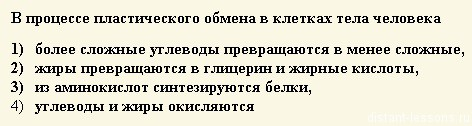 В процессе пластического обмена в клетках тела человека
1) более сложные углеводы превращаются в менее сложные,
2) жиры превращаются в глицерин и жирные кислоты,
3) из аминокислот синтезируются белки,
4) углеводы и жиры окисляются